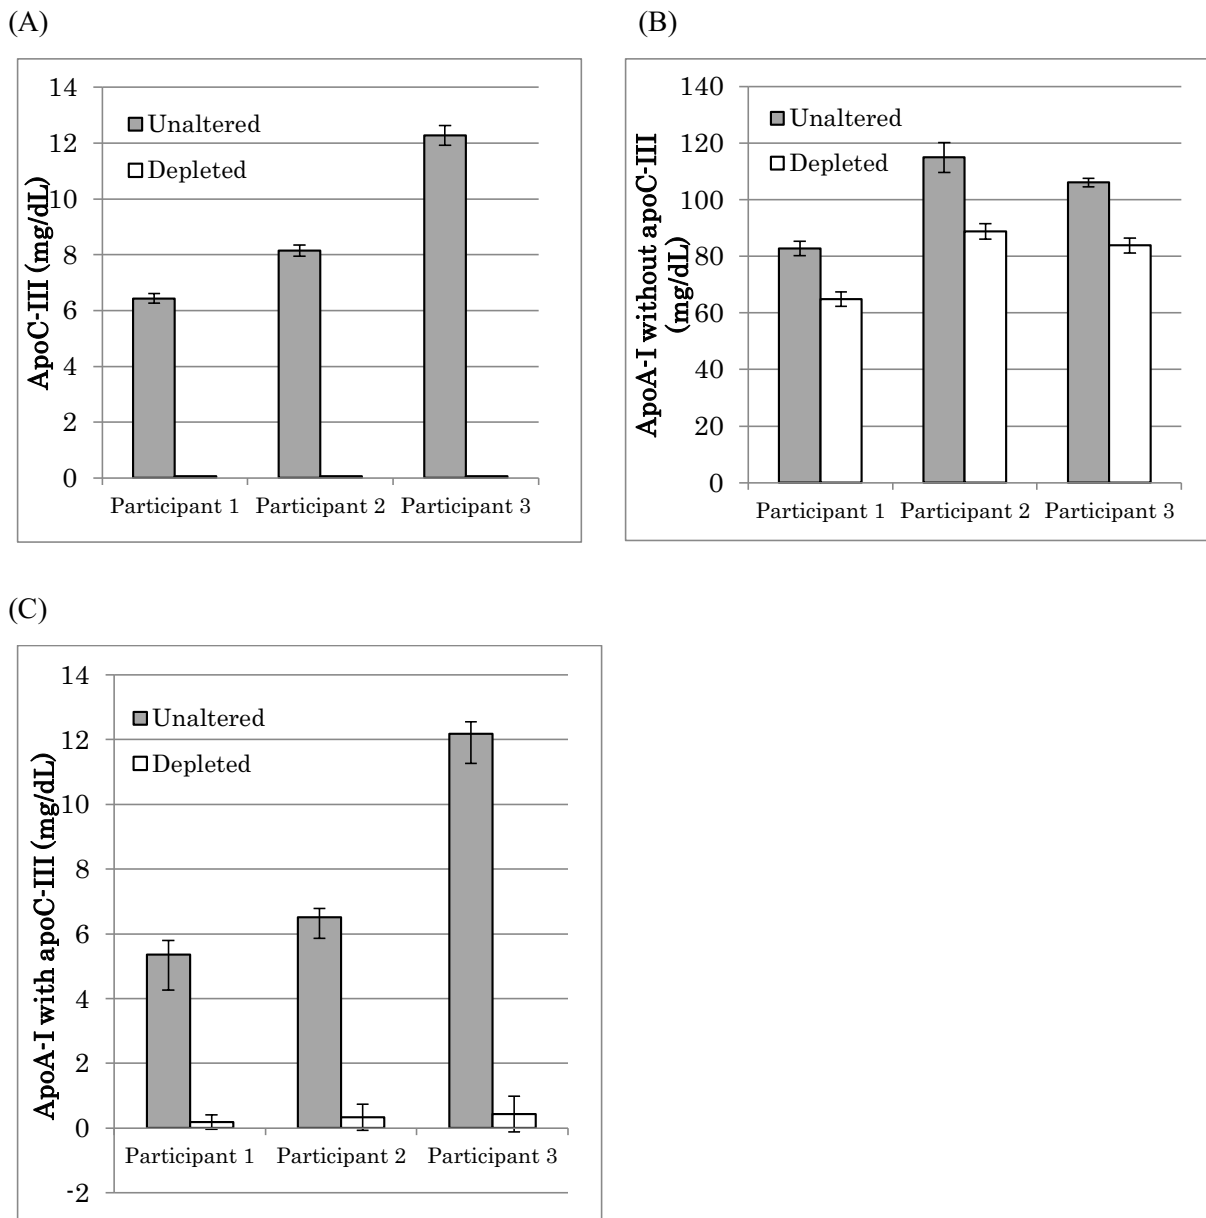 (A)
ApoC-III (mg/dL)
14
12
10
8
6
4
2
0
Unaltered
Depleted
Participant 1 Participant 2 Participant 3
(B)
ApoA-I without apoC-III
(mg/dL)
140
120
100
80
60
40
20
0
Unaltered
Depleted
Participant 1 Participant 2 Participant 3
(C)
ApoA-I with apoC-III (mg/dL)
14
12
10
8
6
4
2
0
-2
Unaltered
Depleted
Participant 1 Participant 2 Participant 3